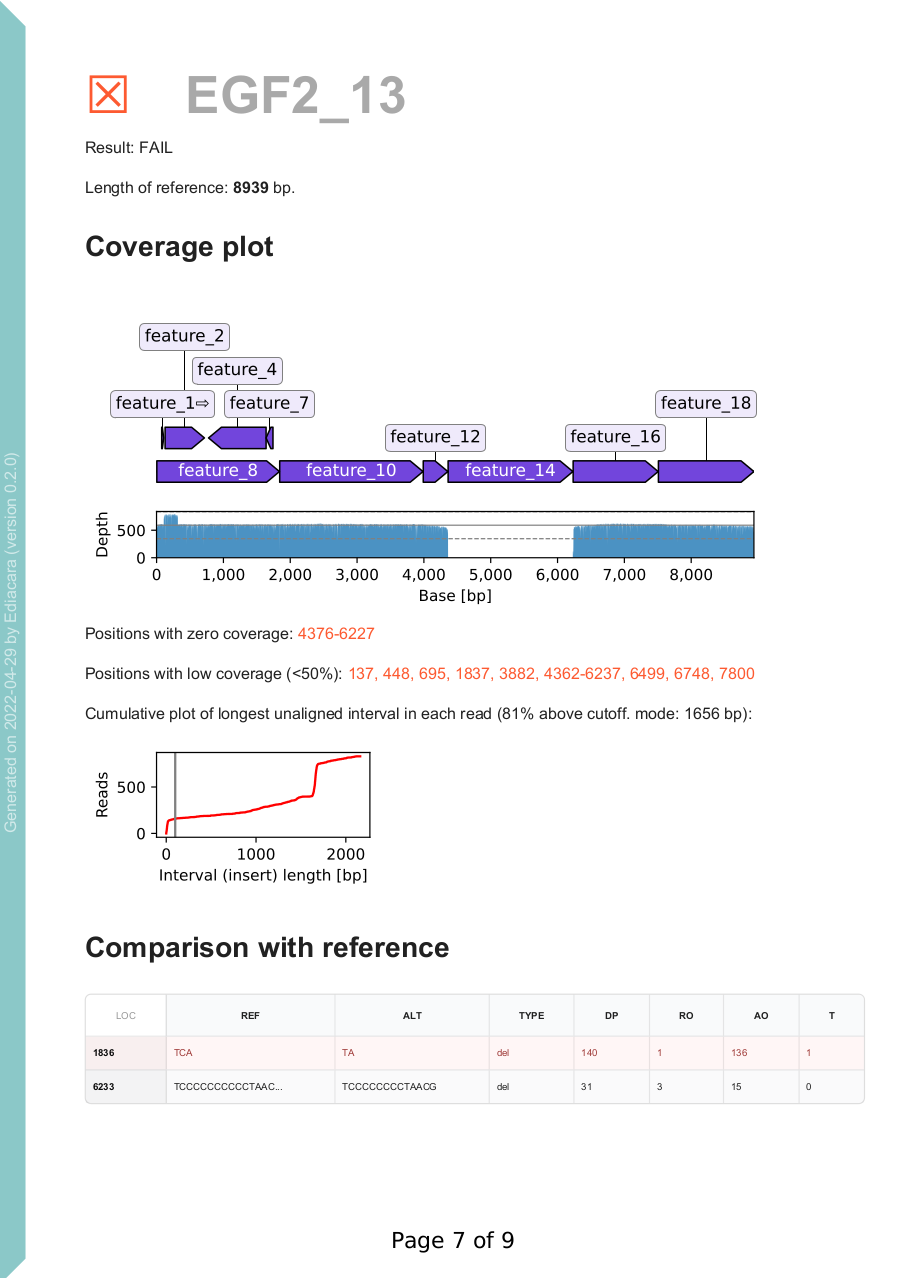 ☒ EGF2_13
Result: FAIL
Length of reference: 8939 bp.
Coverage plot
feature_2
feature_4
feature_1⇨ feature_7 feature_18
feature_12 feature_16
feature_8 feature_10 feature_14
Depth
500
0
0 1,000 2,000 3,000 4,000 5,000 6,000 7,000 8,000
Base [bp]
Positions with zero coverage: 4376-6227
Positions with low coverage (<50%): 137, 448, 695, 1837, 3882, 4362-6237, 6499, 6748, 7800
Cumulative plot of longest unaligned interval in each read (81% above cutoff. mode: 1656 bp):
Reads
500
0
0 1000 2000
Interval (insert) length [bp]
Comparison with reference
LOC REF ALT TYPE DP RO AO T
1836 TCA TA del 140 1 136 1
6233 TCCCCCCCCCCTAAC... TCCCCCCCCTAACG del 31 3 15 0
Page 7 of 9
Generated on 2022-04-29 by Ediacara (version 0.2.0)